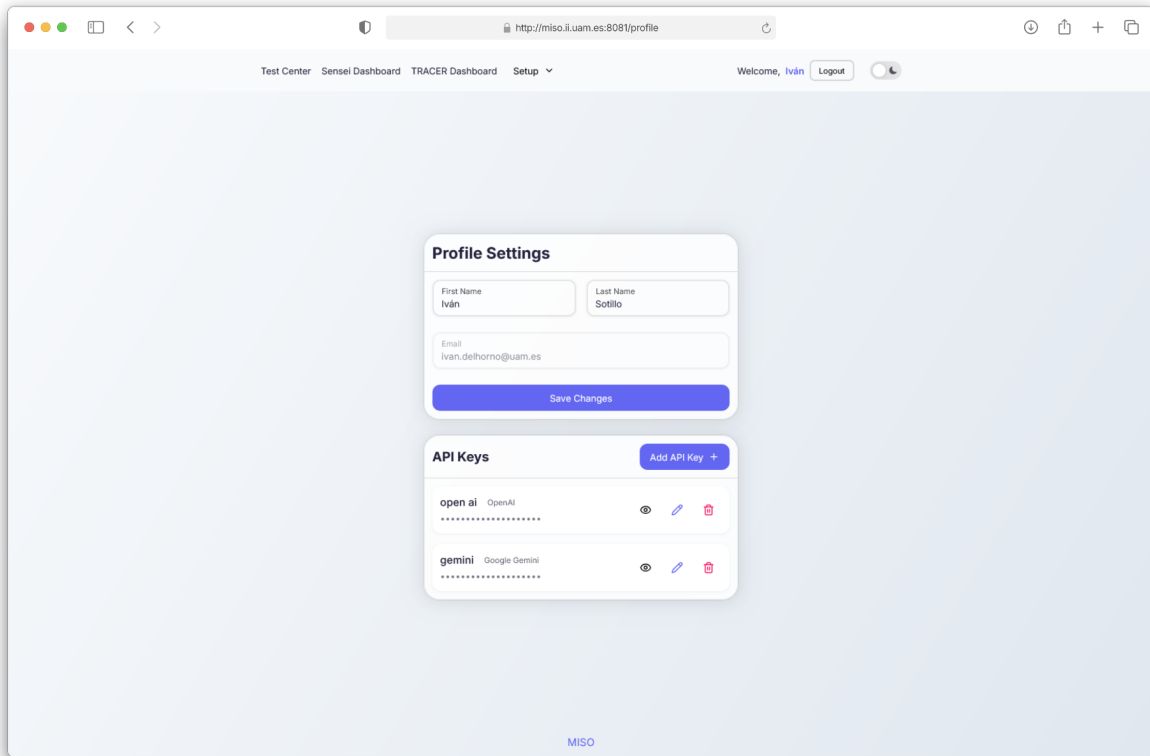 http://miso.ii.uam.es:8081/profile
Test Center Sensei Dashboard TRACER Dashboard Setup Welcome, Iván Logout
Profile Settings
First Name Last Name
Iván Sotillo
Email
ivan.delhorno@uam.es
Save Changes
API Keys Add API Key +
open ai OpenAI
••••••••••••••••••••
gemini Google Gemini
••••••••••••••••••••
MISO